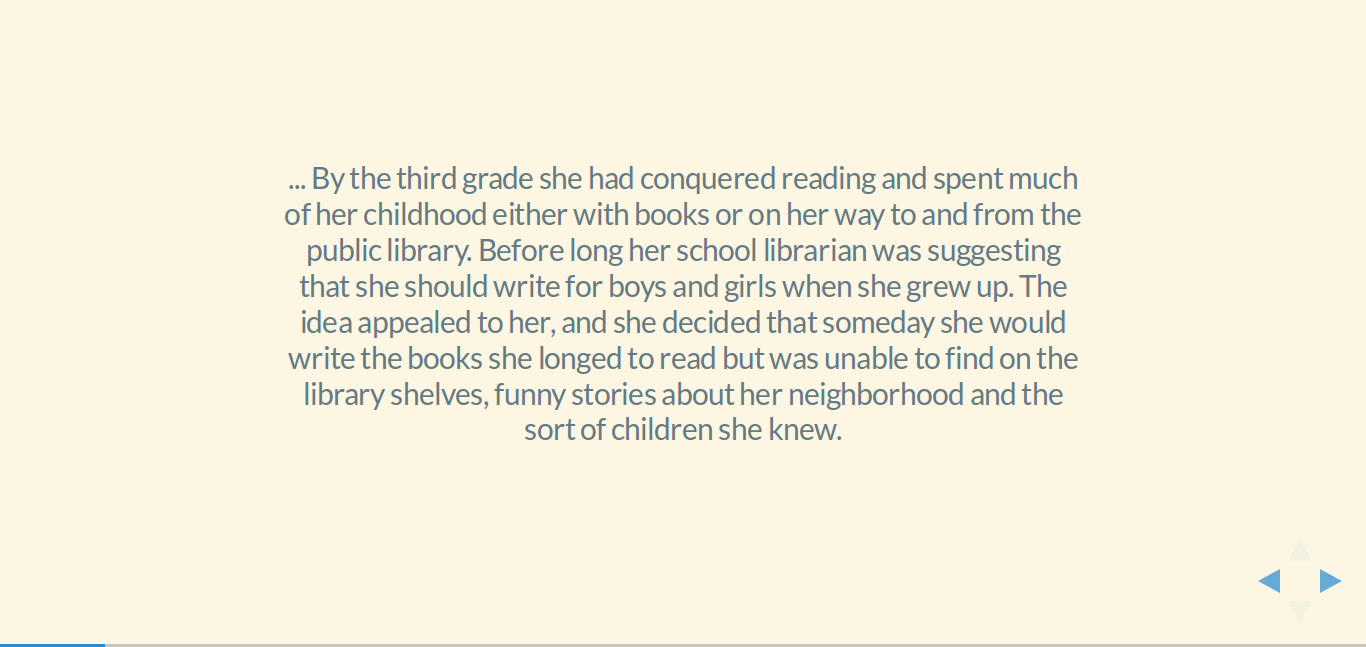 ... By the third grade she had conquered reading and spent much
of her childhood either with books or on her way to and from the
public library. Before long her school librarian was suggesting
that she should write for boys and girls when she grew up. The
idea appealed to her, and she decided that someday she would
write the books she longed to read but was unable to find on the
library shelves, funny stories about her neighborhood and the
sort of children she knew.